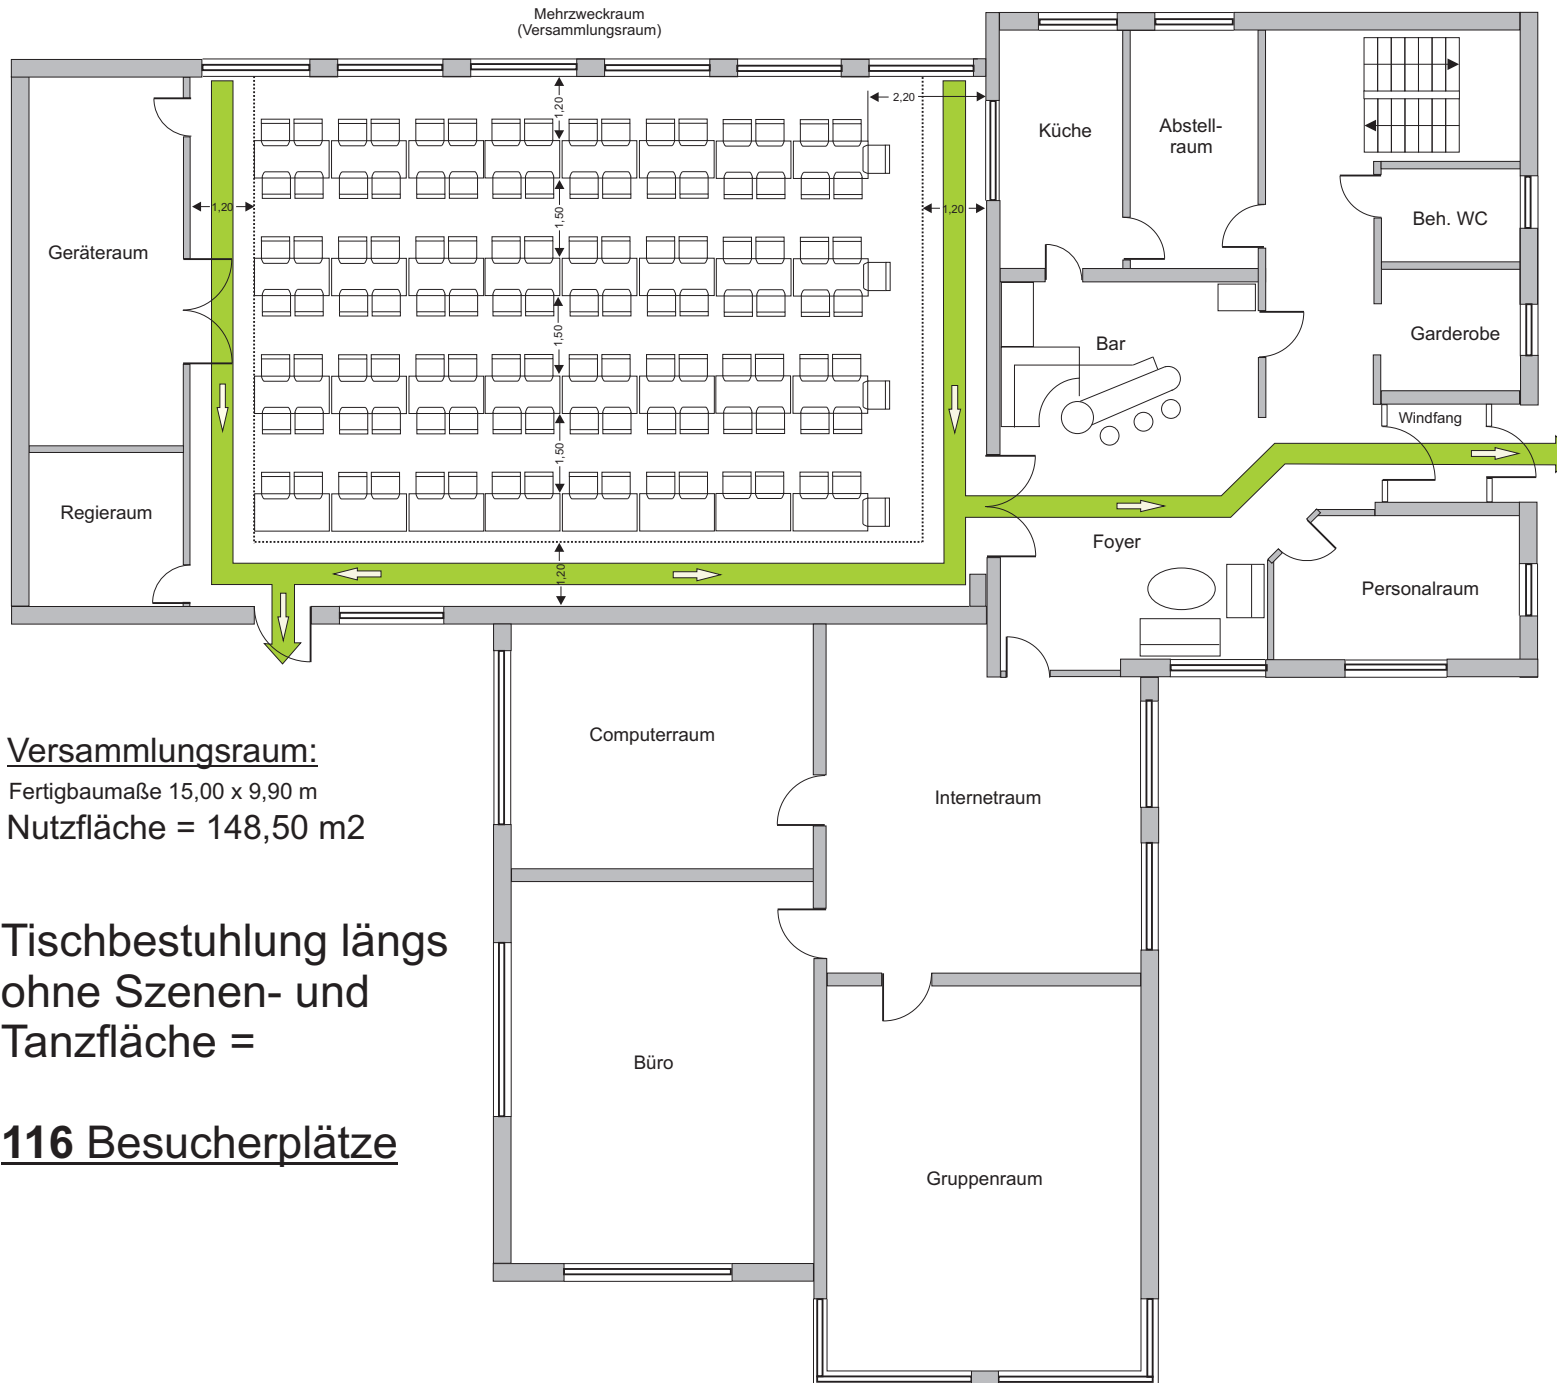 Mehrzweckraum
(Versammlungsraum)
1,20
2,20
Küche
Abstell-
raum
1,20
1,50
1,20
Beh. WC
Geräteraum
1,50
Bar
Garderobe
Windfang
1,50
Regieraum
Foyer
1,20
Personalraum
Computerraum
Versammlungsraum:
Fertigbaumaße 15,00 x 9,90 m
Nutzfläche = 148,50 m2
Internetraum
Tischbestuhlung längs
ohne Szenen- und
Tanzfläche =
Büro
116 Besucherplätze
Gruppenraum